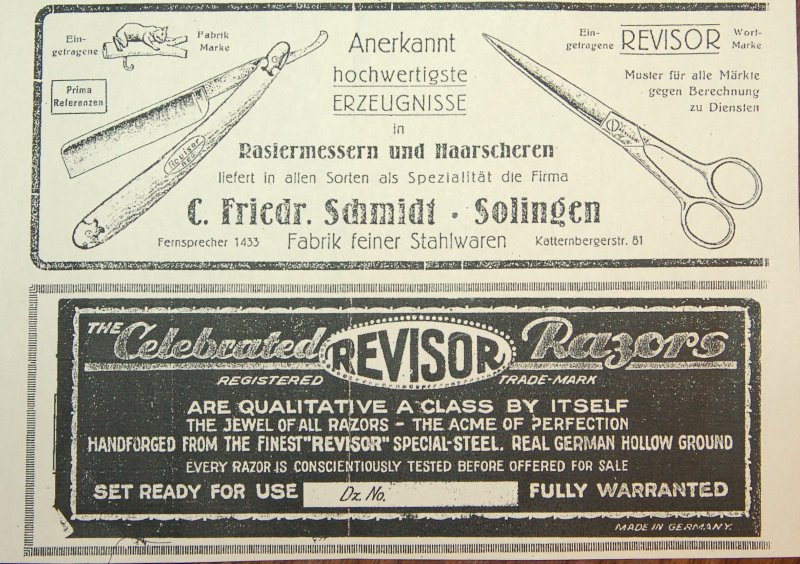 Ein-
getragene
Fabrik
Marke
Prima
Referenzen
Revisor
Anerkannt
hochwertigste
ERZEUGNISSE
in
Rasiermessern und Haarscheren
liefert in allen Sorten als Spezialität die Firma
C. Friedr. Schmidt · Solingen
Fernsprecher 1433 Fabrik feiner Stahlwaren Katternbergerstr. 81
Ein-
getragene
REVISOR
Wort-
Marke
Muster für alle Märkte
gegen Berechnung
zu Diensten
THE Celebrated REVISOR Razors
REGISTERED TRADE-MARK
ARE QUALITATIVE A CLASS BY ITSELF
THE JEWEL OF ALL RAZORS - THE ACME OF PERFECTION
HANDFORGED FROM THE FINEST "REVISOR" SPECIAL-STEEL. REAL GERMAN HOLLOW GROUND
EVERY RAZOR IS CONSCIENTIOUSLY TESTED BEFORE OFFERED FOR SALE
SET READY FOR USE Dz. No. FULLY WARRANTED
MADE IN GERMANY.